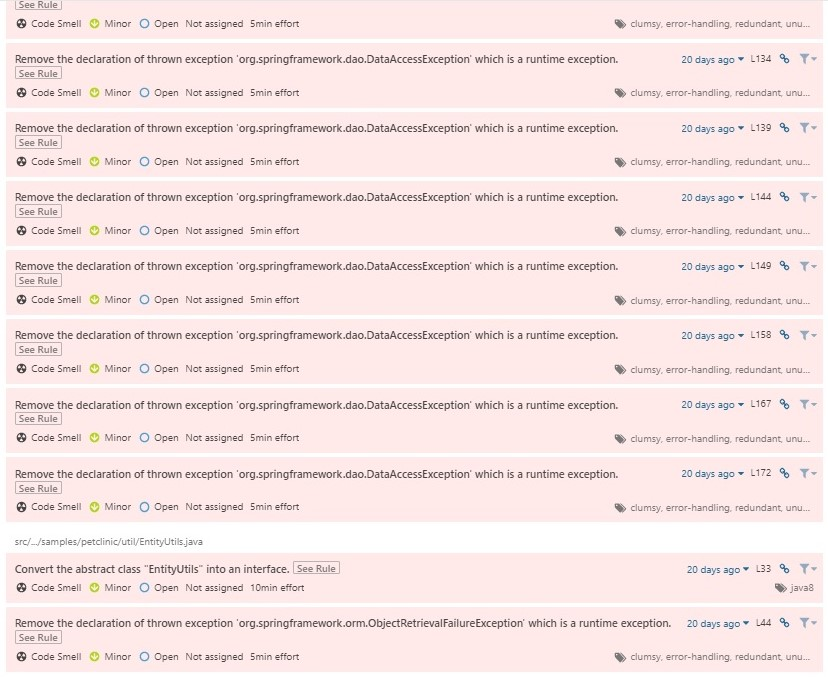 See Rule
Code Smell Minor Open Not assigned 5min effort clumsy, error-handling, redundant, unu...
Remove the declaration of thrown exception 'org.springframework.dao.DataAccessException' which is a runtime exception. 20 days ago L134
See Rule
Code Smell Minor Open Not assigned 5min effort clumsy, error-handling, redundant, unu...
Remove the declaration of thrown exception 'org.springframework.dao.DataAccessException' which is a runtime exception. 20 days ago L139
See Rule
Code Smell Minor Open Not assigned 5min effort clumsy, error-handling, redundant, unu...
Remove the declaration of thrown exception 'org.springframework.dao.DataAccessException' which is a runtime exception. 20 days ago L144
See Rule
Code Smell Minor Open Not assigned 5min effort clumsy, error-handling, redundant, unu...
Remove the declaration of thrown exception 'org.springframework.dao.DataAccessException' which is a runtime exception. 20 days ago L149
See Rule
Code Smell Minor Open Not assigned 5min effort clumsy, error-handling, redundant, unu...
Remove the declaration of thrown exception 'org.springframework.dao.DataAccessException' which is a runtime exception. 20 days ago L158
See Rule
Code Smell Minor Open Not assigned 5min effort clumsy, error-handling, redundant, unu...
Remove the declaration of thrown exception 'org.springframework.dao.DataAccessException' which is a runtime exception. 20 days ago L167
See Rule
Code Smell Minor Open Not assigned 5min effort clumsy, error-handling, redundant, unu...
Remove the declaration of thrown exception 'org.springframework.dao.DataAccessException' which is a runtime exception. 20 days ago L172
See Rule
Code Smell Minor Open Not assigned 5min effort clumsy, error-handling, redundant, unu...
src/.../samples/petclinic/util/EntityUtils.java
Convert the abstract class "EntityUtils" into an interface. See Rule 20 days ago L33
Code Smell Minor Open Not assigned 10min effort java8
Remove the declaration of thrown exception 'org.springframework.orm.ObjectRetrievalFailureException' which is a runtime exception. 20 days ago L44
See Rule
Code Smell Minor Open Not assigned 5min effort clumsy, error-handling, redundant, unu...